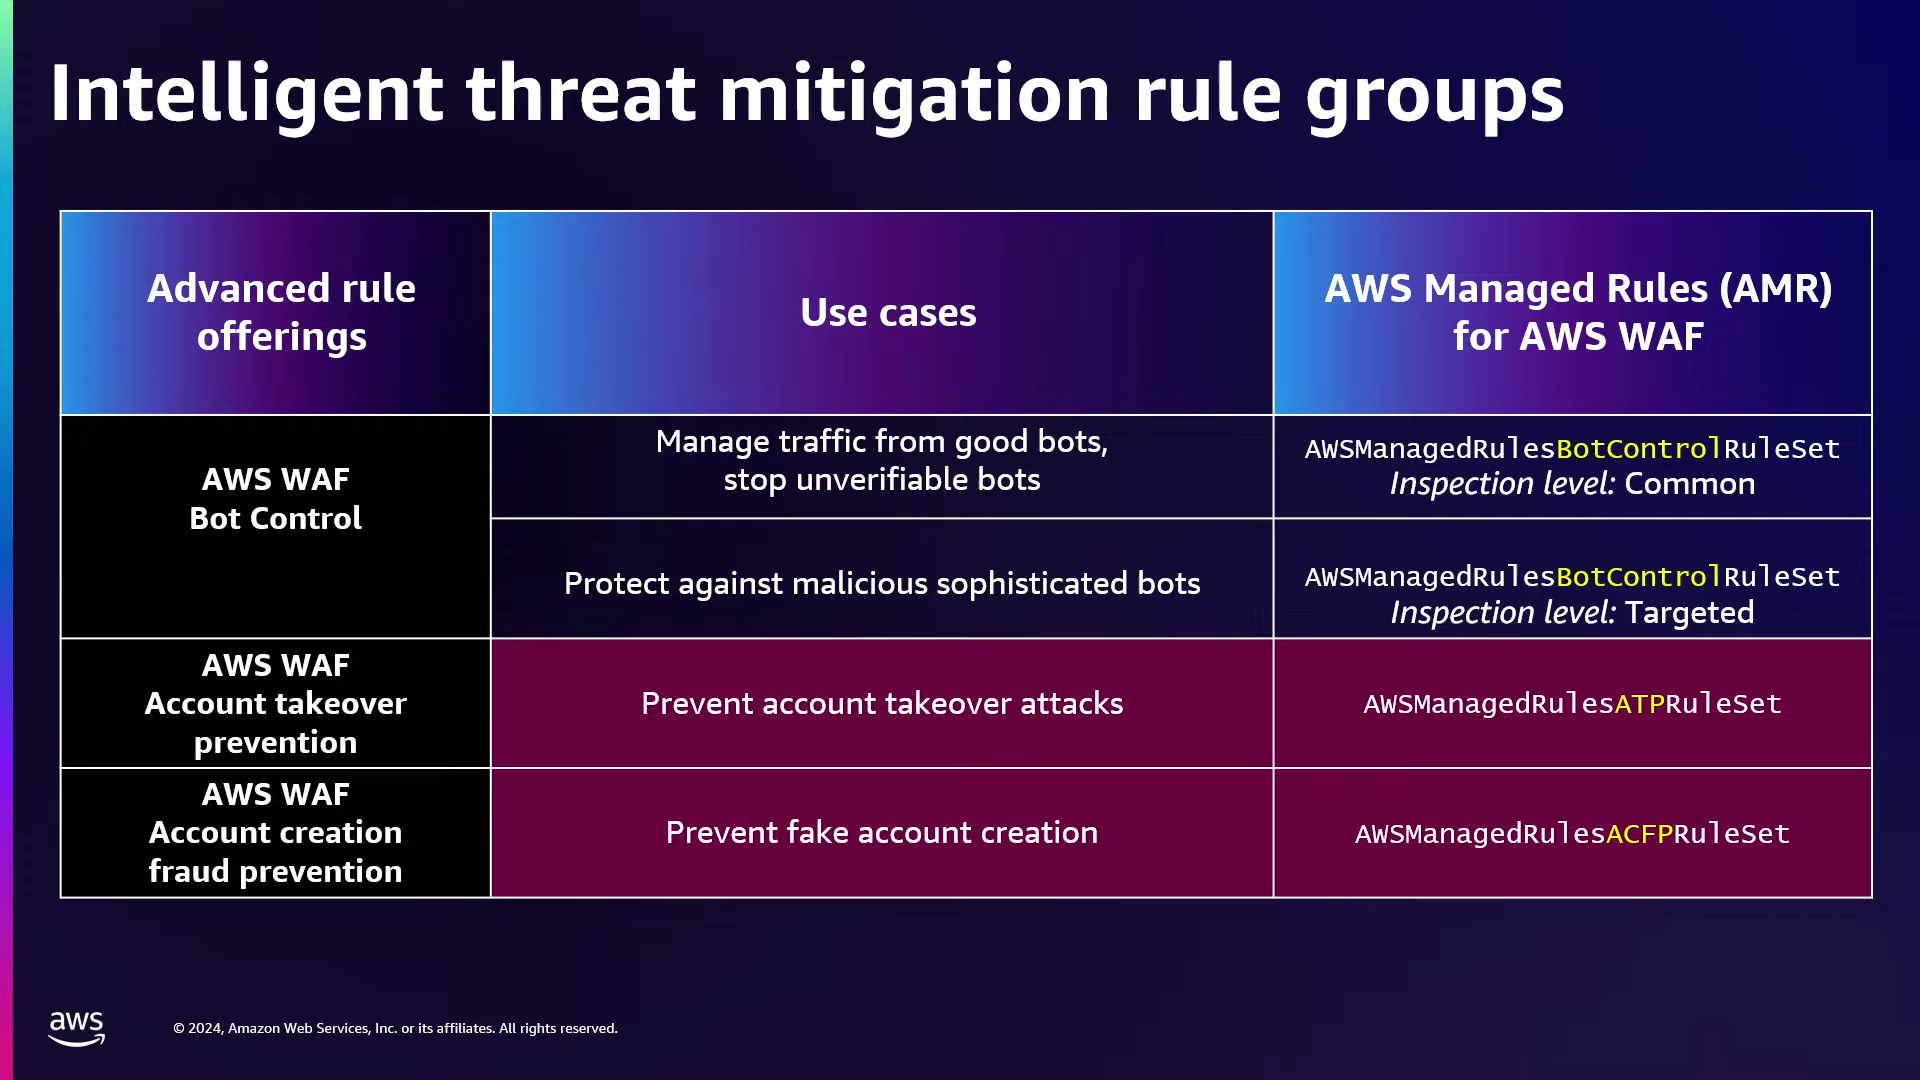 Intelligent threat mitigation rule groups
Advanced rule
offerings
Use cases
AWS Managed Rules (AMR)
for AWS WAF
AWS WAF
Bot Control
Manage traffic from good bots,
stop unverifiable bots
AWSManagedRulesBotControlRuleSet
Inspection level: Common
Protect against malicious sophisticated bots
AWSManagedRulesBotControlRuleSet
Inspection level: Targeted
AWS WAF
Account takeover
prevention
Prevent account takeover attacks
AWSManagedRulesATPRuleSet
AWS WAF
Account creation
fraud prevention
Prevent fake account creation
AWSManagedRulesACFPRuleSet
aws
© 2024, Amazon Web Services, Inc. or its affiliates. All rights reserved.